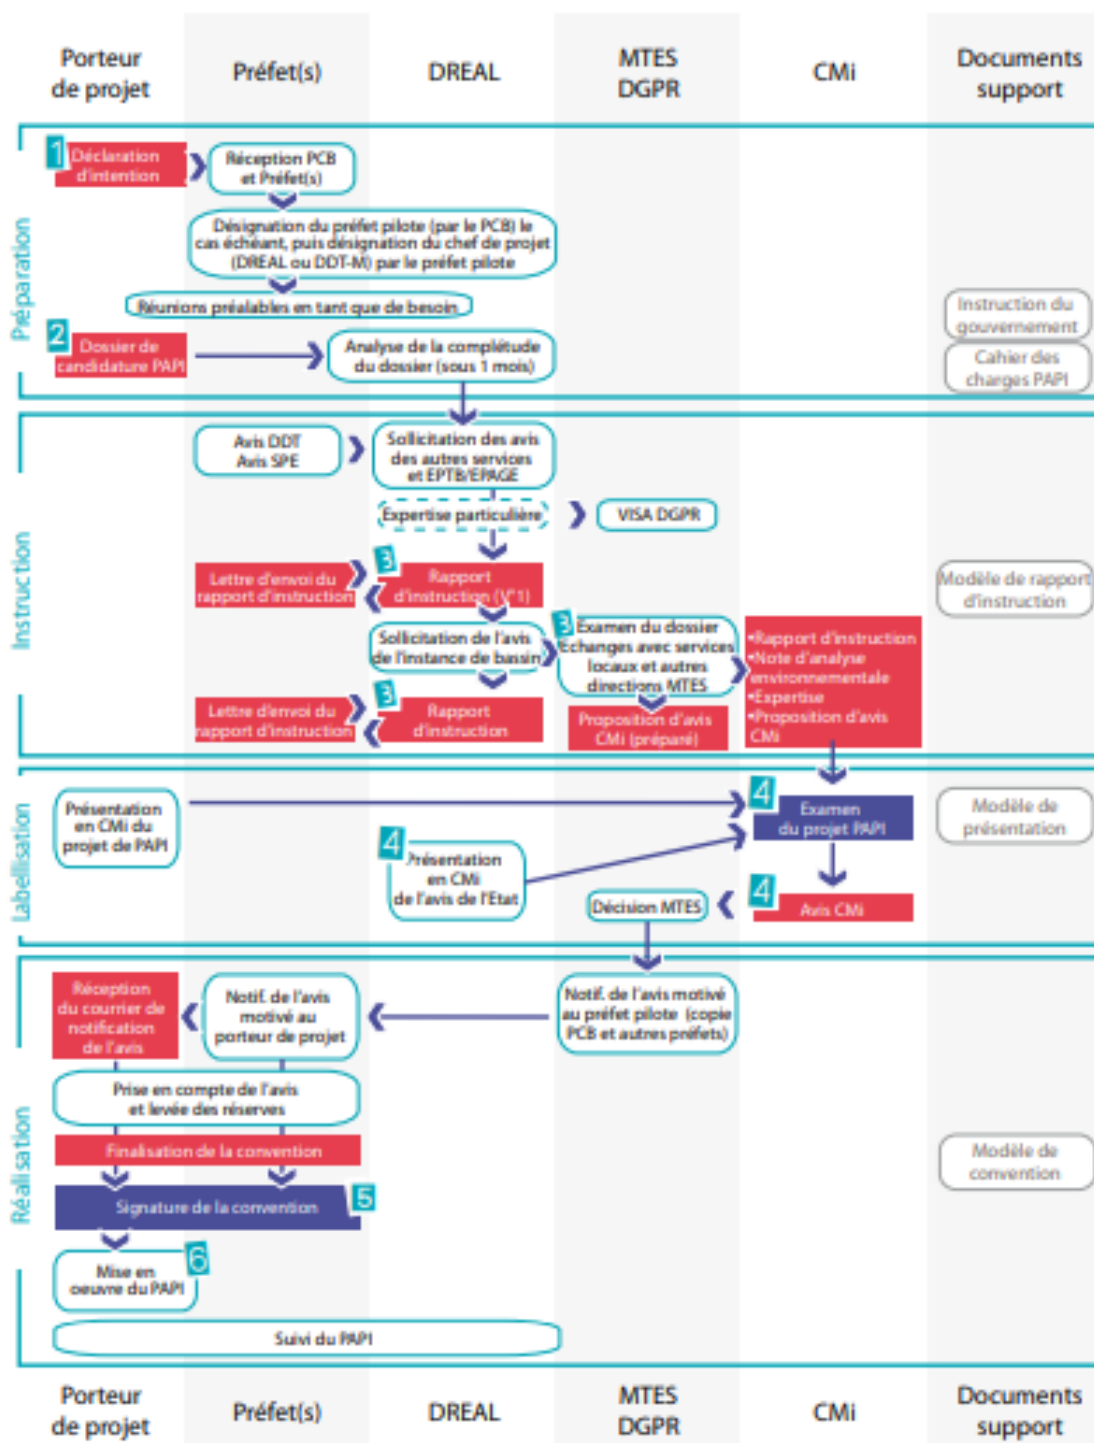 Porteur
de projet
Préfet(s)
DREAL
MTES
DGPR
CMi
Documents
support
Préparation
1
Déclaration
d'intention
Réception PCB
et Préfet(s)
Désignation du préfet pilote (par le PCB) le
cas échéant, puis désignation du chef de projet
(DREAL ou DDT-M) par le préfet pilote
Réunions préalables en tant que de besoin
2
Dossier de
candidature PAPI
Analyse de la complétude
du dossier (sous 1 mois)
Instruction du
gouvernement
Cahier des
charges PAPI
Instruction
Avis DDT
Avis SPE
Sollicitation des avis
des autres services
et EPTB/EPAGE
Expertise particulière
VISA DGPR
Lettre d'envoi du
rapport d'instruction
3
Rapport
d'instruction (V°1)
Modèle de rapport
d'instruction
Sollicitation de l'avis
de l'instance de bassin
3
Examen du dossier
Echanges avec services
locaux et autres
directions MTES
•Rapport d'instruction
•Note d'analyse
environnementale
•Expertise
•Proposition d'avis
CMi
Lettre d'envoi du
rapport d'instruction
3
Rapport
d'instruction
Proposition d'avis
CMi (préparé)
Labellisation
Présentation
en CMi du
projet de PAPI
4
Présentation
en CMi
de l'avis de l'Etat
4
Examen
du projet PAPI
Modèle de
présentation
Décision MTES
4
Avis CMi
Réalisation
Réception
du courrier de
notification
de l'avis
Notif. de l'avis
motivé au
porteur de projet
Notif. de l'avis motivé
au préfet pilote (copie
PCB et autres préfets)
Prise en compte de l'avis
et levée des réserves
Finalisation de la convention
Modèle de
convention
Signature de la convention
5
6
Mise en
oeuvre du PAPI
Suivi du PAPI
Porteur
de projet
Préfet(s)
DREAL
MTES
DGPR
CMi
Documents
support